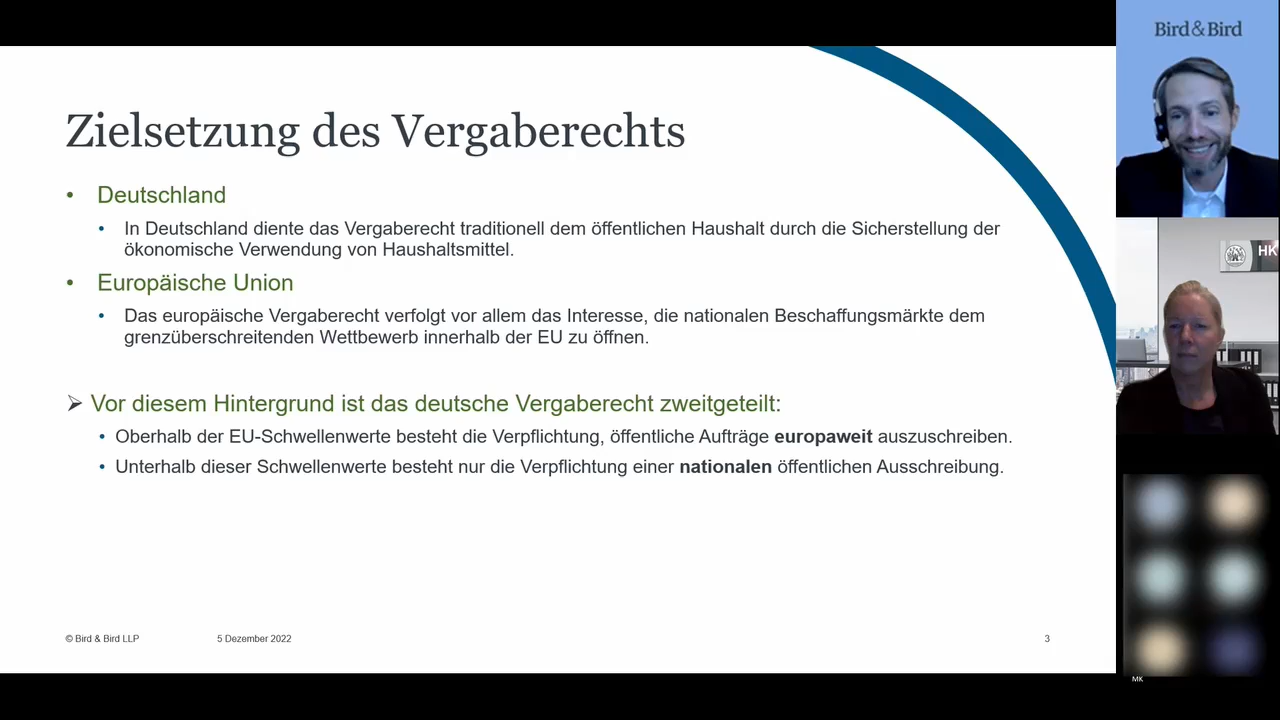 Zielsetzung des Vergaberechts
• Deutschland
• In Deutschland diente das Vergaberecht traditionell dem öffentlichen Haushalt durch die Sicherstellung der
ökonomische Verwendung von Haushaltsmittel.
• Europäische Union
• Das europäische Vergaberecht verfolgt vor allem das Interesse, die nationalen Beschaffungsmärkte dem
grenzüberschreitenden Wettbewerb innerhalb der EU zu öffnen.
➢ Vor diesem Hintergrund ist das deutsche Vergaberecht zweitgeteilt:
• Oberhalb der EU-Schwellenwerte besteht die Verpflichtung, öffentliche Aufträge europaweit auszuschreiben.
• Unterhalb dieser Schwellenwerte besteht nur die Verpflichtung einer nationalen öffentlichen Ausschreibung.
© Bird & Bird LLP
5 Dezember 2022
3
Bird & Bird
HK
MK